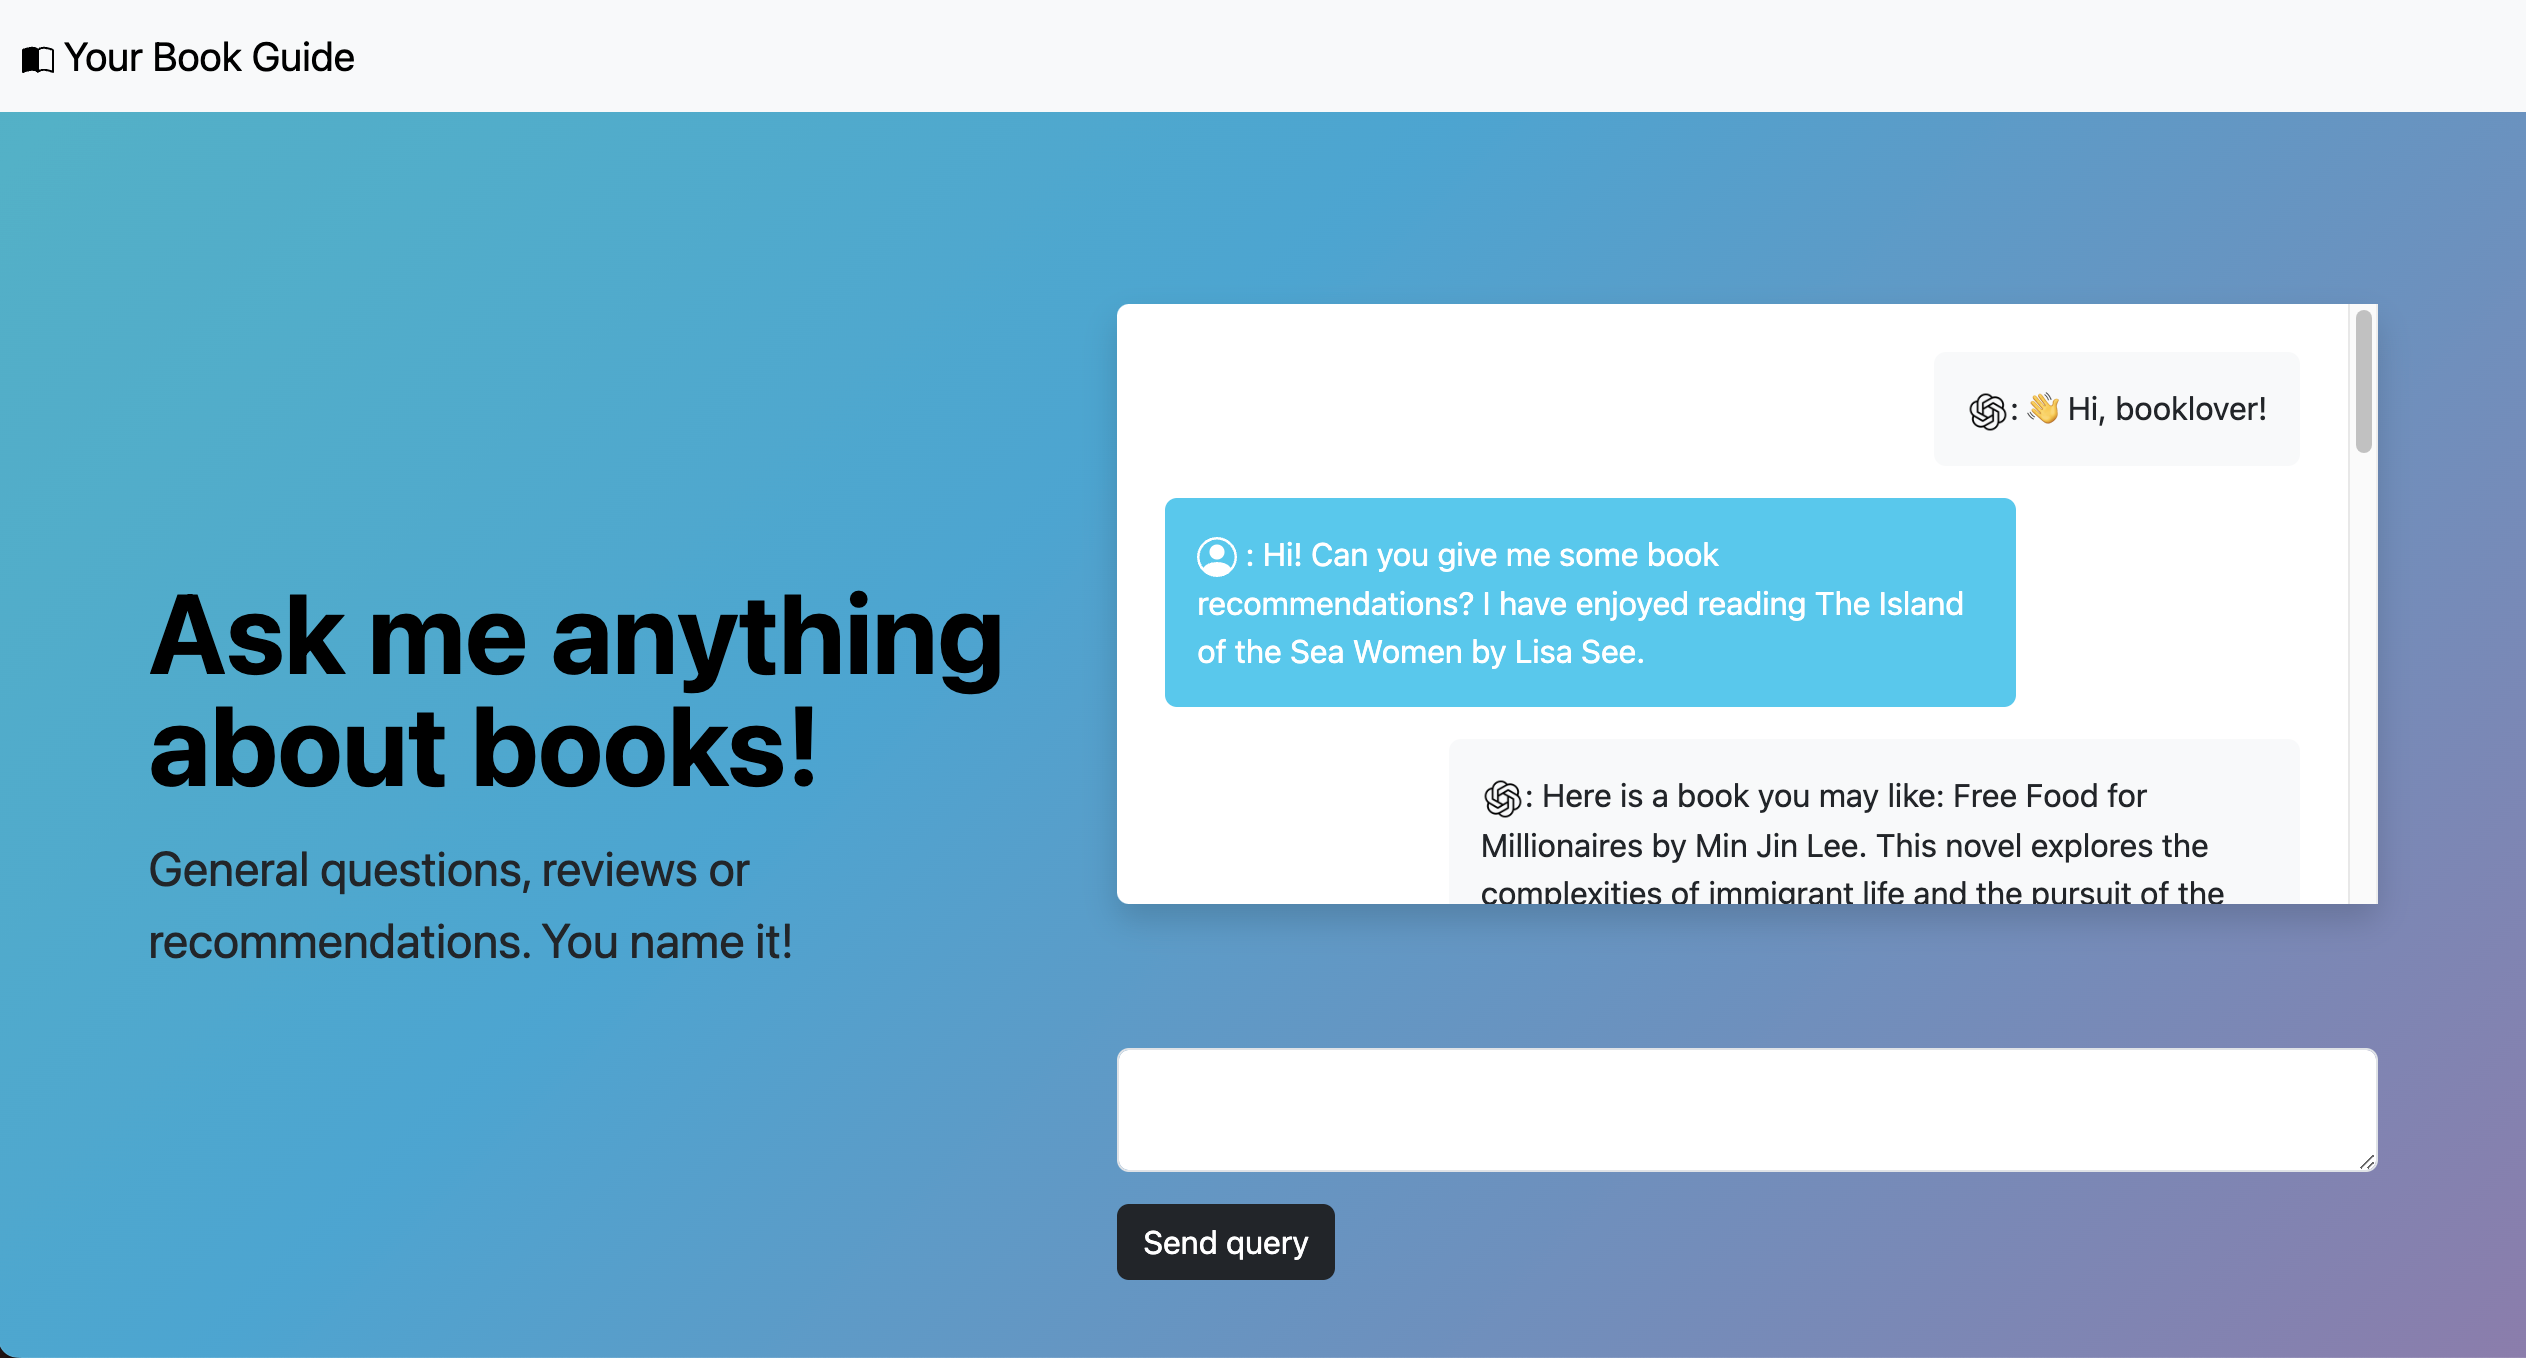 Your Book Guide
Ask me anything
about books!
General questions, reviews or
recommendations. You name it!
: 👋 Hi, booklover!
: Hi! Can you give me some book
recommendations? I have enjoyed reading The Island
of the Sea Women by Lisa See.
: Here is a book you may like: Free Food for
Millionaires by Min Jin Lee. This novel explores the
complexities of immigrant life and the pursuit of the
Send query